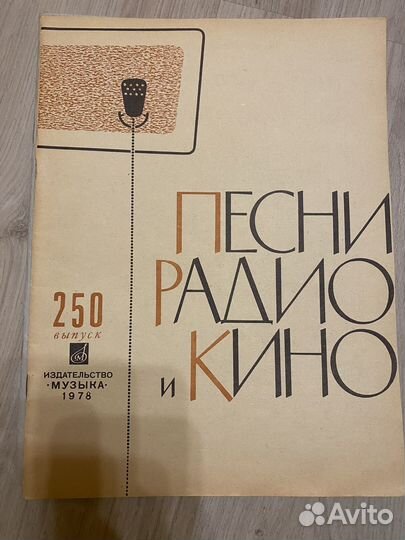 ПЕСНИ
РАДИО
и КИНО
250
выпуск
ИЗДАТЕЛЬСТВО
·МУЗЫКА·
1978
Avito